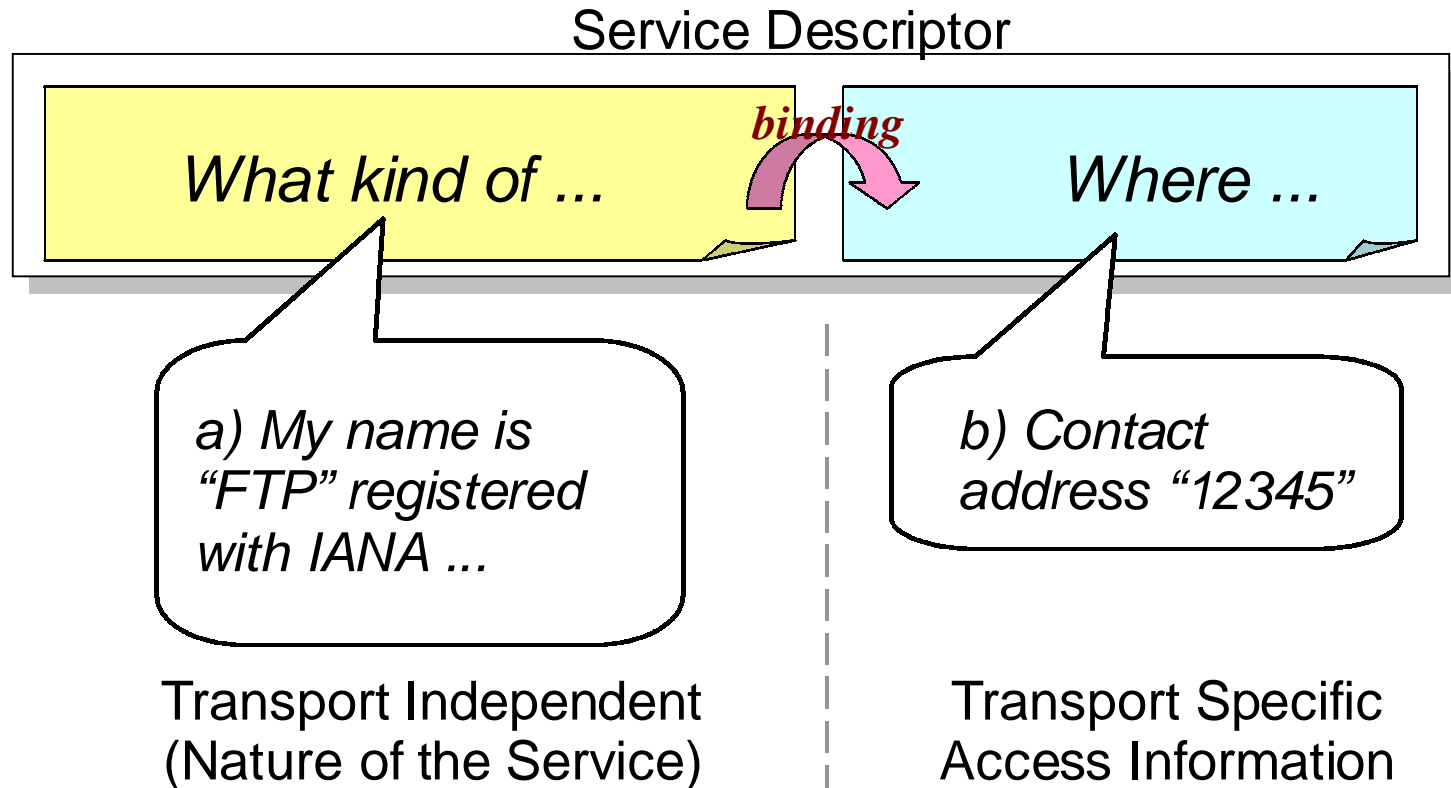 Service Descriptor
binding
What kind of ...
Where ...
a) My name is
“FTP” registered
with IANA ...
b) Contact
address “12345”
Transport Independent
(Nature of the Service)
Transport Specific
Access Information